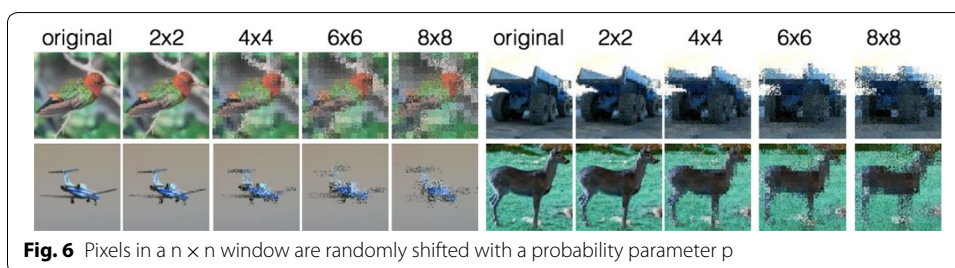 original 2x2 4x4 6x6 8x8 original 2x2 4x4 6x6 8x8
Fig. 6 Pixels in a n × n window are randomly shifted with a probability parameter p